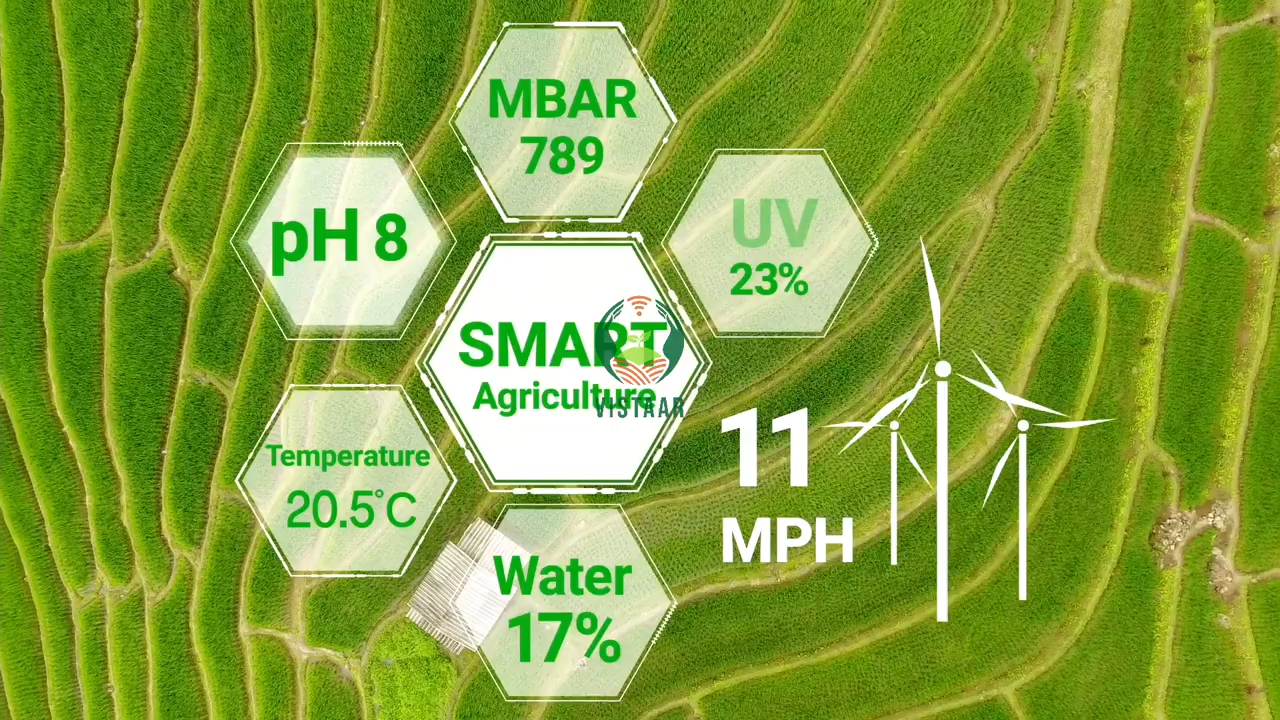 MBAR
789
pH 8
UV
23%
SMART
Agriculture
VISTAAR
11
MPH
Temperature
20.5°C
Water
17%